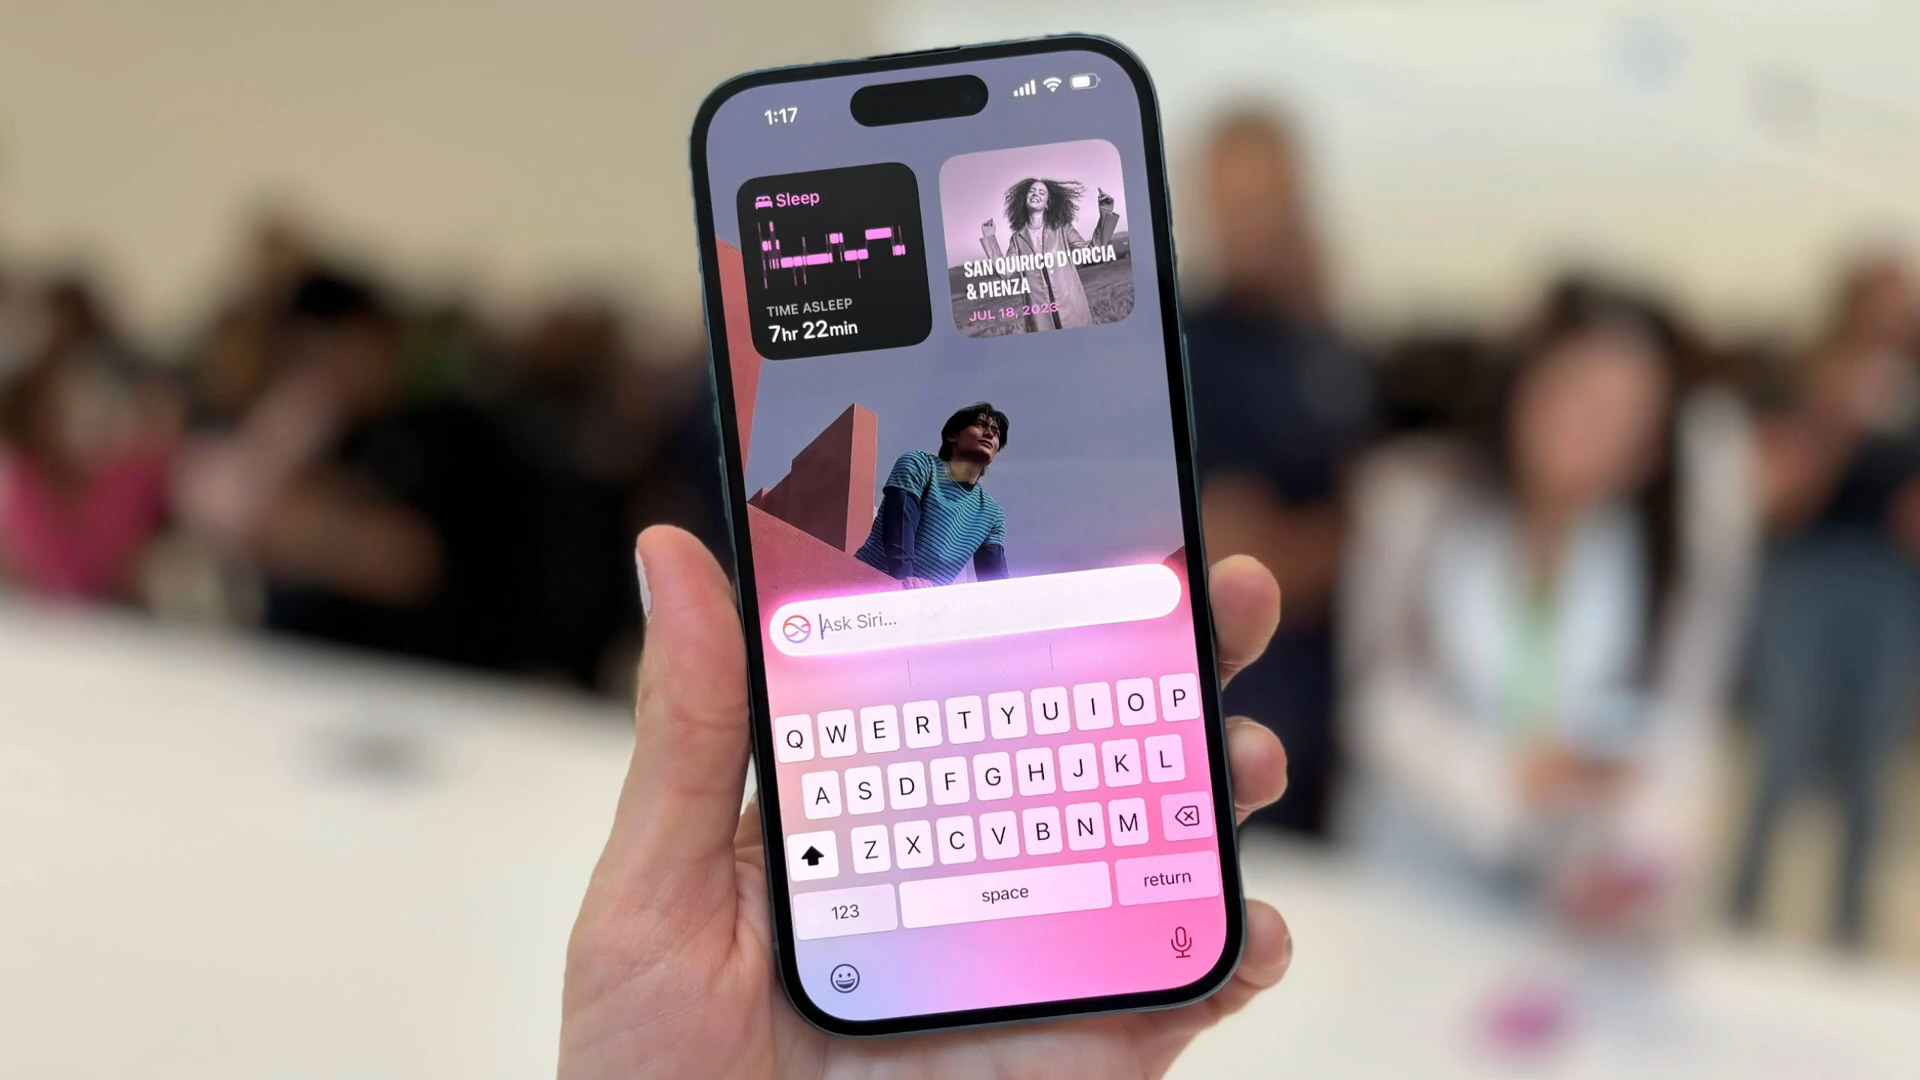 1:17
Sleep
TIME ASLEEP
7hr 22min
SAN QUIRICO D'ORCIA
& PIENZA
JUL 18, 2023
Ask Siri...
Q W E R T Y U I O P
A S D F G H J K L
Z X C V B N M
123 space return